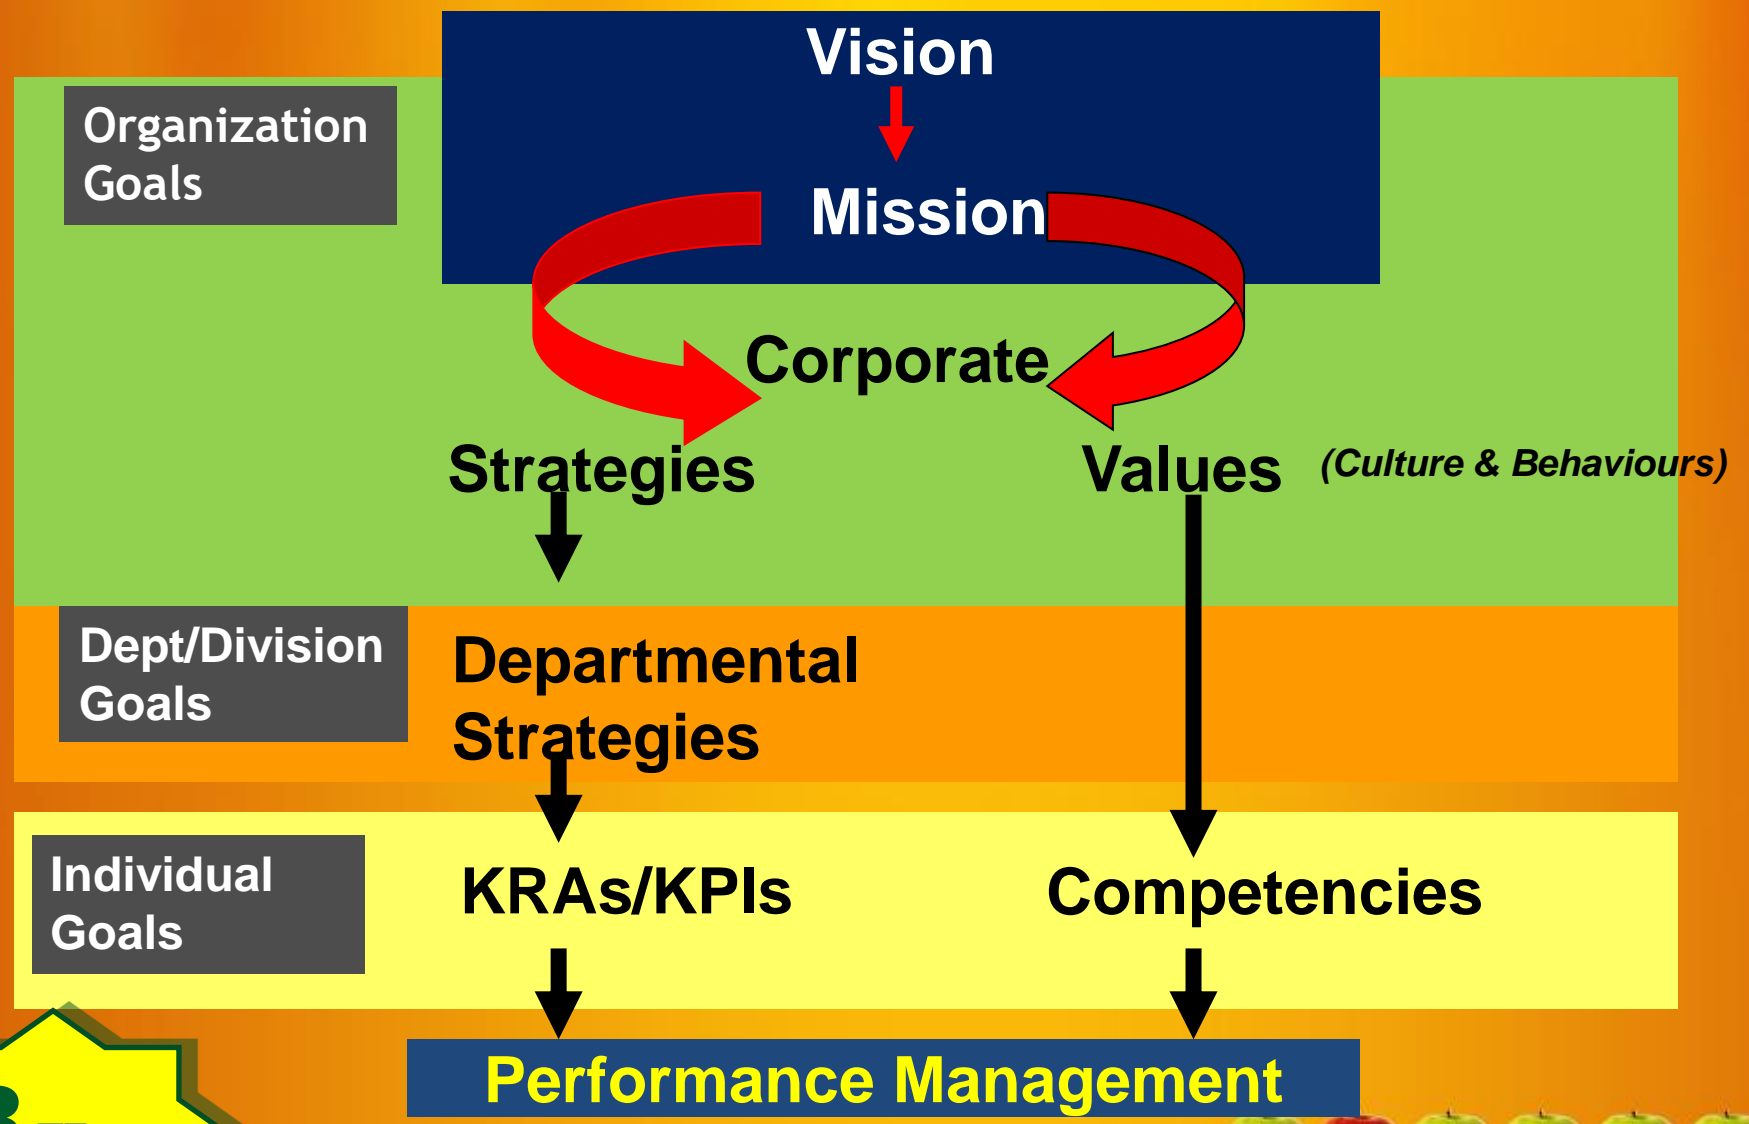 Vision
Organization
Goals
Mission
Corporate
Strategies
Values (Culture & Behaviours)
Dept/Division
Goals
Departmental
Strategies
Individual
Goals
KRAs/KPIs
Competencies
Performance Management